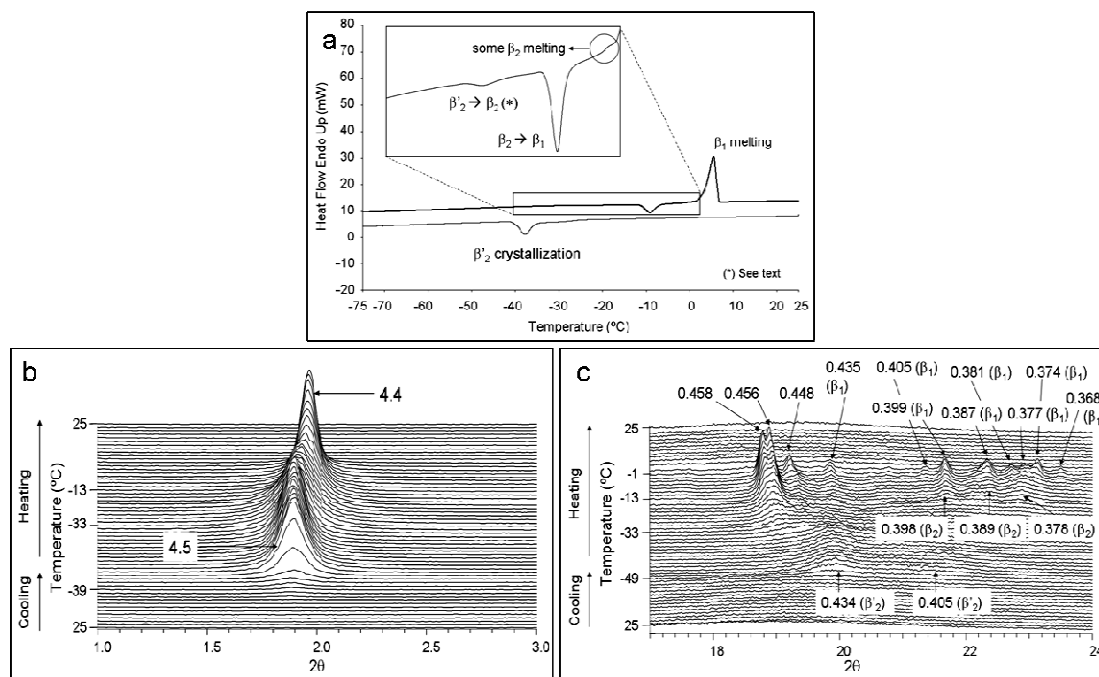 a
80
70
60
50
40
30
20
10
0
-10
-20
Heat Flow Endo Up (mW)
some β2 melting
β'2 → β2 (*)
β2 → β1
β1 melting
β'2 crystallization
(*) See text
-75 -70 -60 -50 -40 -30 -20 -10 0 10 20 25
Temperature (°C)
b
4.4
4.5
25
-13
-33
-39
25
Heating
Cooling
Temperature (°C)
1.0 1.5 2.0 2.5 3.0
2θ
c
0.458
0.456
0.448
0.435
(β1)
0.405 (β1)
0.399 (β1)
0.381 (β1)
0.387 (β1)
0.374 (β1)
0.377 (β1)
0.368
(β1)
0.398 (β2)
0.389 (β2)
0.378 (β2)
0.434 (β'2)
0.405 (β'2)
25
-1
-13
-33
-49
25
Heating
Cooling
Temperature (°C)
18 20 22 24
2θ